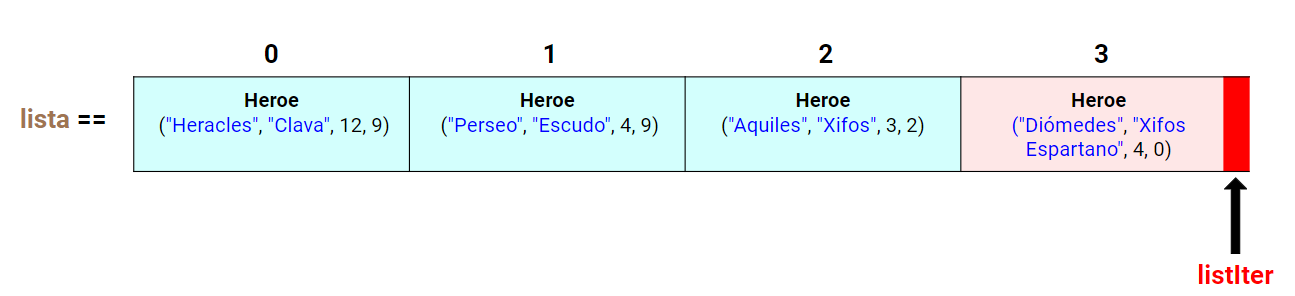 0 1 2 3
lista ==
Heroe
("Heracles", "Clava", 12, 9)
Heroe
("Perseo", "Escudo", 4, 9)
Heroe
("Aquiles", "Xifos", 3, 2)
Heroe
("Diómedes", "Xifos
Espartano", 4, 0)
listIter